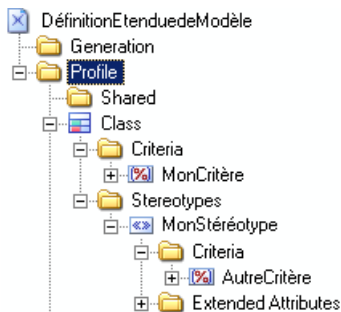 DéfinitionEtenduedeModèle
Generation
Profile
Shared
Class
Criteria
MonCritère
Stereotypes
MonStéréotype
Criteria
AutreCritère
Extended Attributes